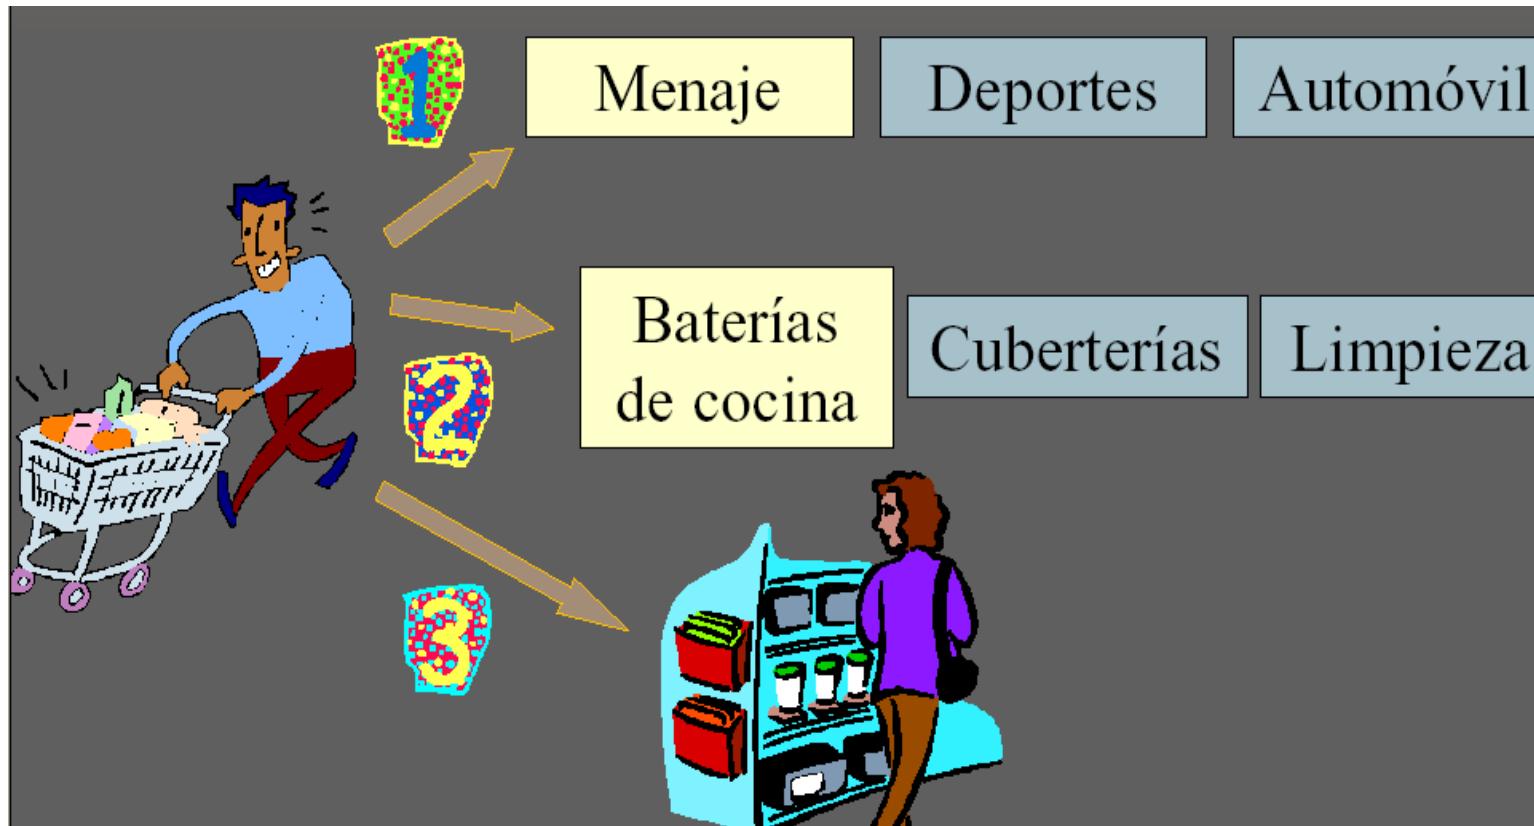 1
Menaje Deportes Automóvil
Baterías
de cocina
Cuberterías Limpieza
2
3